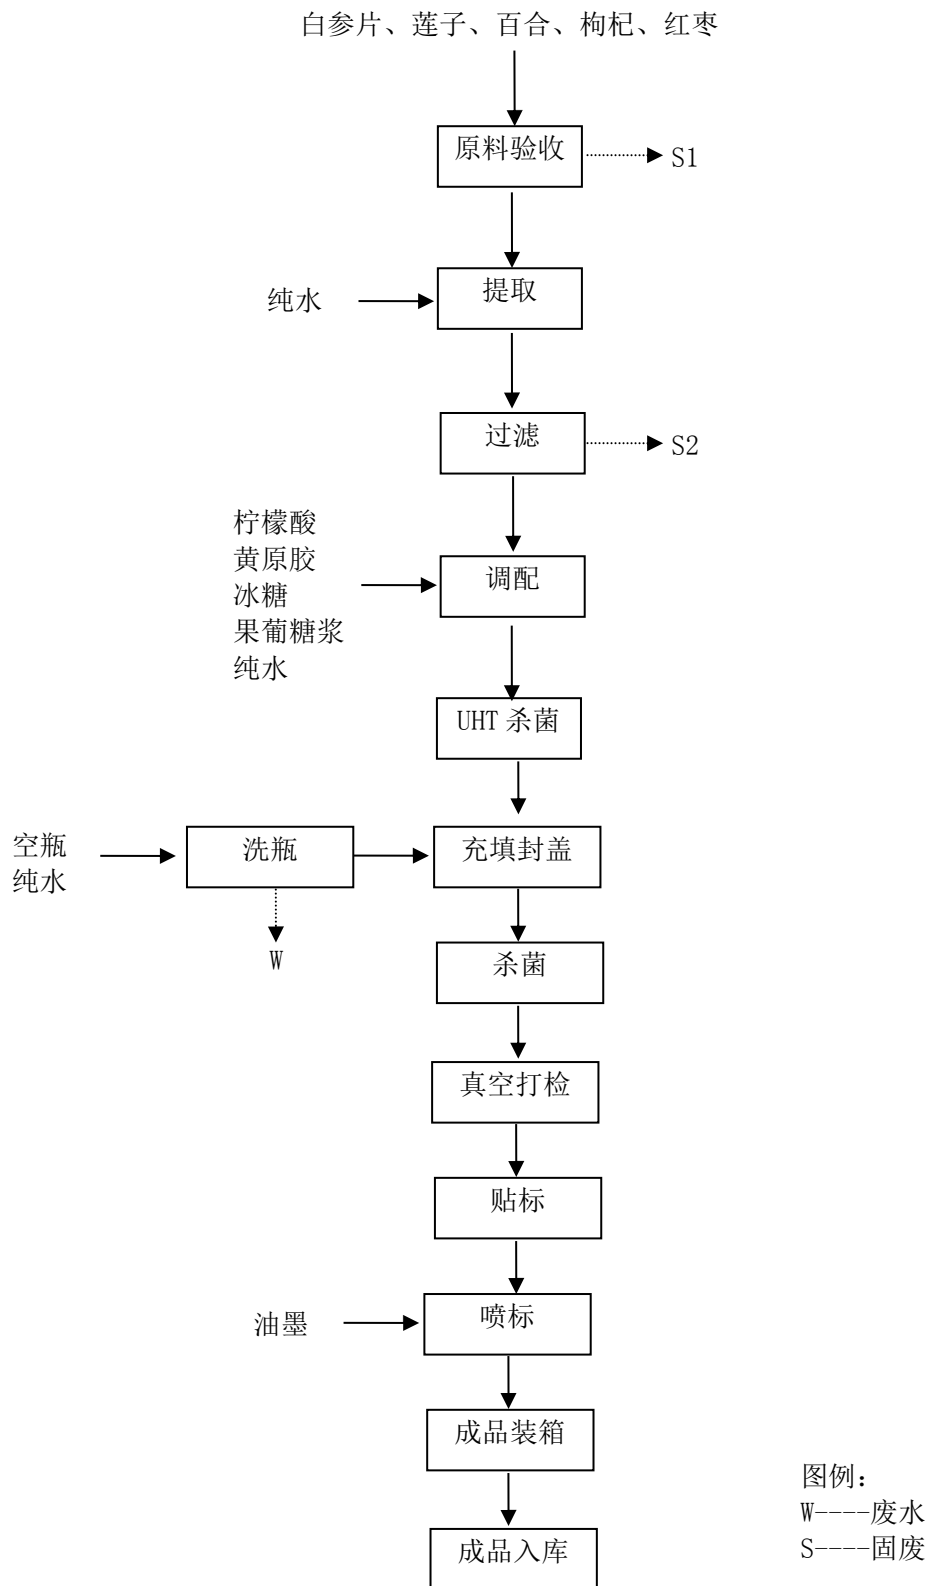 白参片、莲子、百合、枸杞、红枣
原料验收
S1
纯水
提取
过滤
S2
柠檬酸
黄原胶
冰糖
果葡糖浆
纯水
调配
UHT 杀菌
空瓶
纯水
洗瓶
充填封盖
W
杀菌
真空打检
贴标
油墨
喷标
成品装箱
成品入库
图例：
W----废水
S----固废